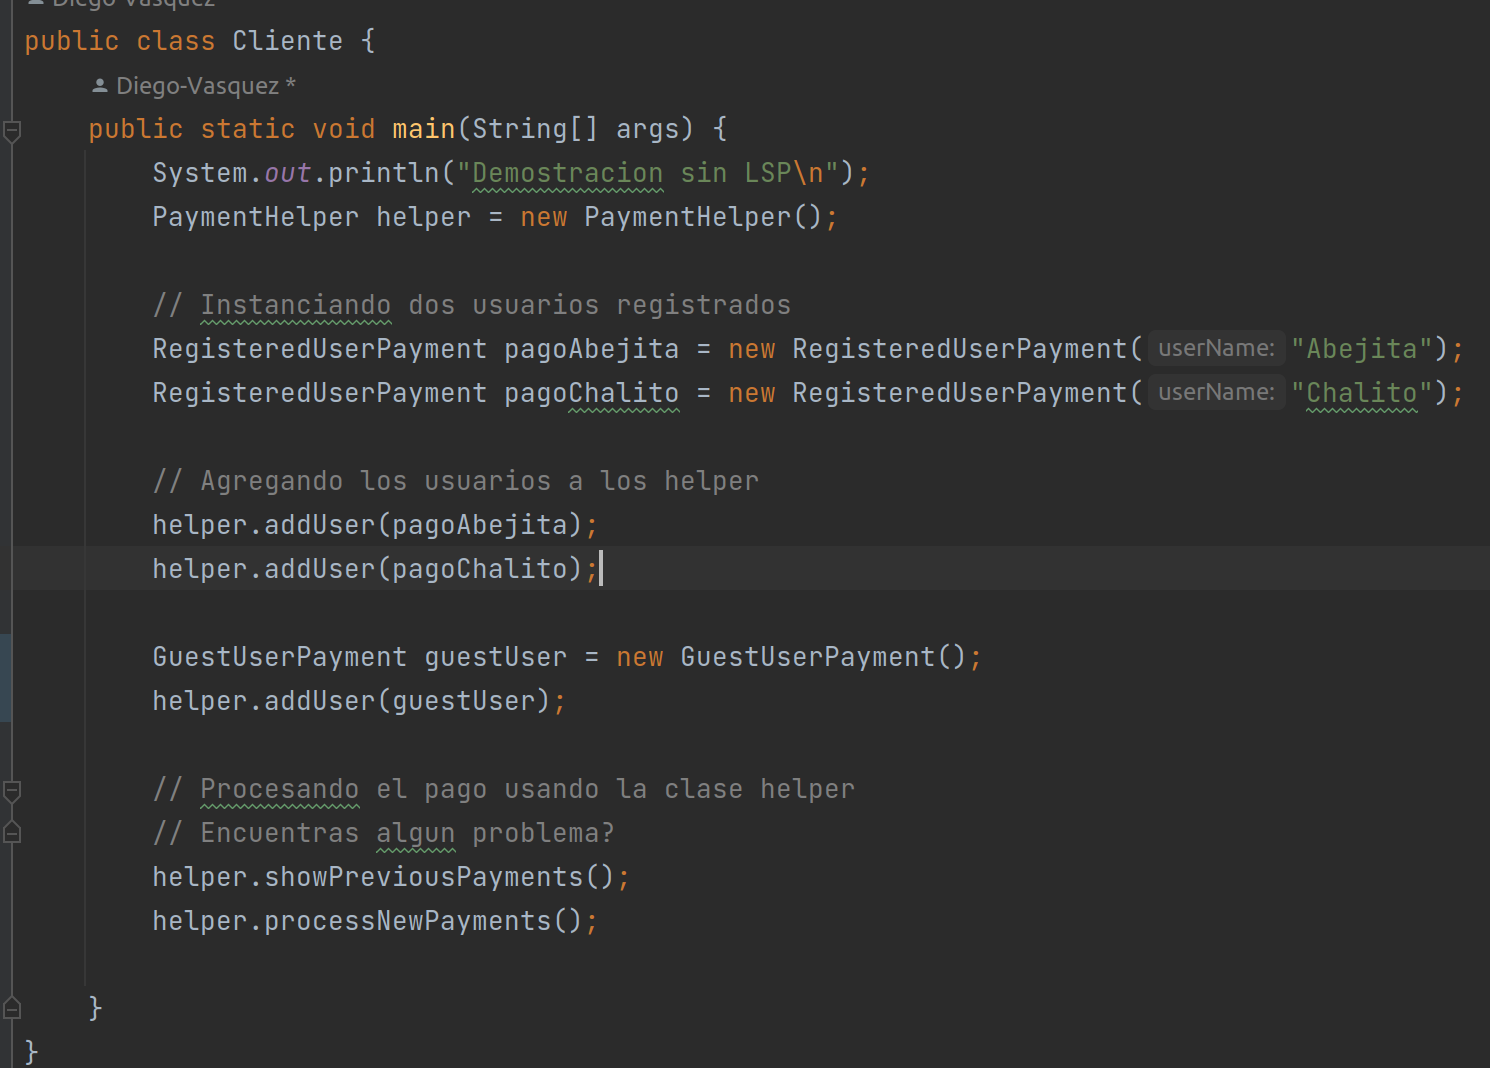 Diego-Vasquez
public class Cliente {
Diego-Vasquez *
public static void main(String[] args) {
System.out.println("Demostracion sin LSP\n");
PaymentHelper helper = new PaymentHelper();
// Instanciando dos usuarios registrados
RegisteredUserPayment pagoAbejita = new RegisteredUserPayment( userName: "Abejita");
RegisteredUserPayment pagoChalito = new RegisteredUserPayment( userName: "Chalito");
// Agregando los usuarios a los helper
helper.addUser(pagoAbejita);
helper.addUser(pagoChalito);
GuestUserPayment guestUser = new GuestUserPayment();
helper.addUser(guestUser);
// Procesando el pago usando la clase helper
// Encuentras algun problema?
helper.showPreviousPayments();
helper.processNewPayments();
}
}